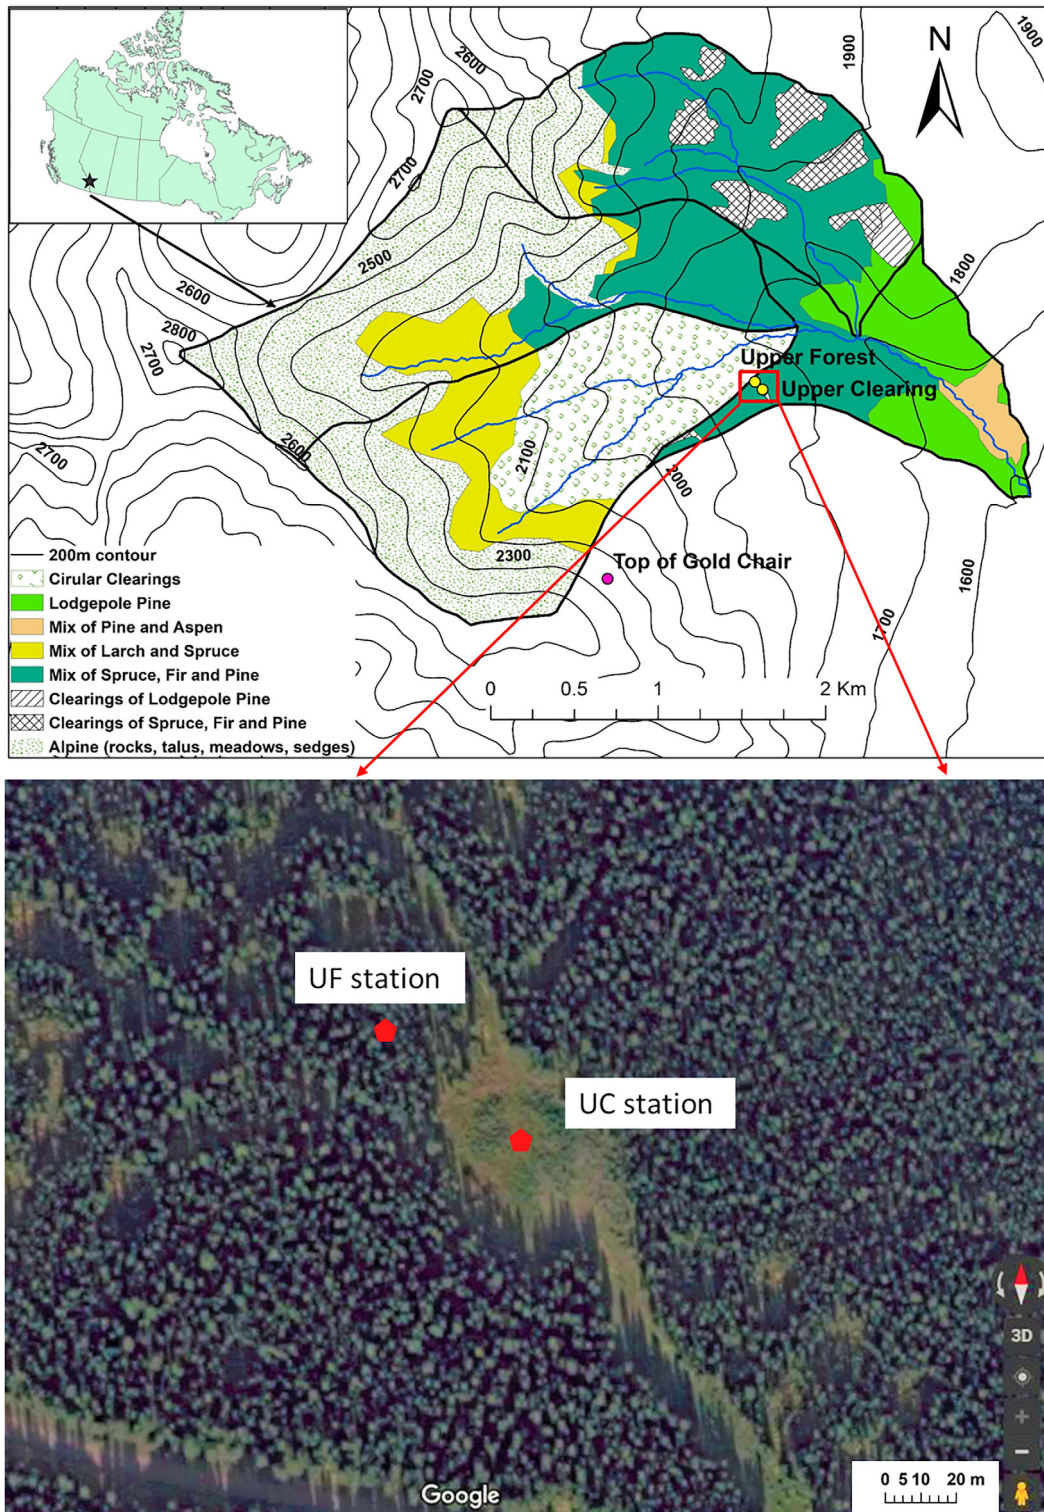 2600
2700
1900
1900
N
2700
2500
2600
2800
2700
1800
Upper Forest
Upper Clearing
2600
2700
2100
2000
2300
Top of Gold Chair
1600
1700
200m contour
Cirular Clearings
Lodgepole Pine
Mix of Pine and Aspen
Mix of Larch and Spruce
Mix of Spruce, Fir and Pine
Clearings of Lodgepole Pine
Clearings of Spruce, Fir and Pine
Alpine (rocks, talus, meadows, sedges)
0 0.5 1 2 Km
UF station
UC station
3D
Google
0 5 10 20 m